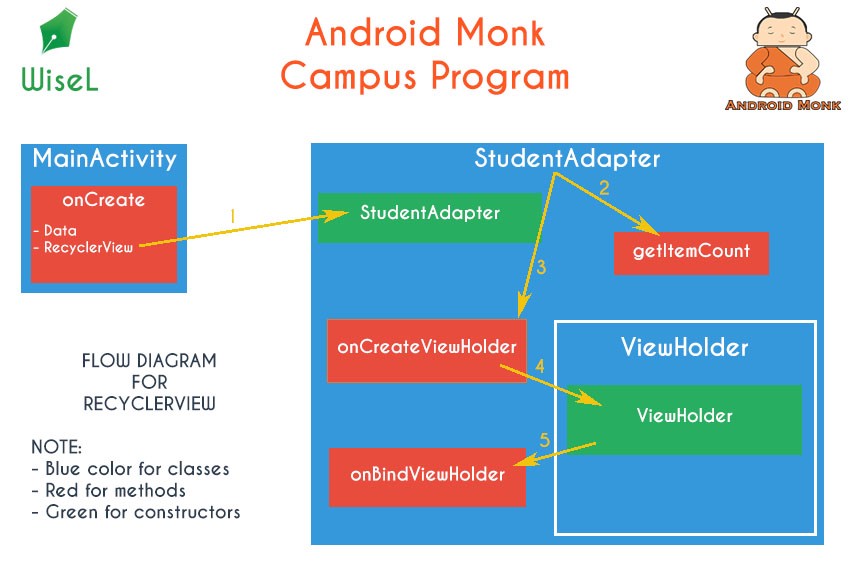 Android Monk
Campus Program
WiseL
ANDROID MONK
MainActivity
onCreate
- Data
- RecyclerView
1
StudentAdapter
StudentAdapter
2
getItemCount
3
onCreateViewHolder
4
ViewHolder
ViewHolder
5
onBindViewHolder
FLOW DIAGRAM
FOR
RECYCLERVIEW
NOTE:
- Blue color for classes
- Red for methods
- Green for constructors